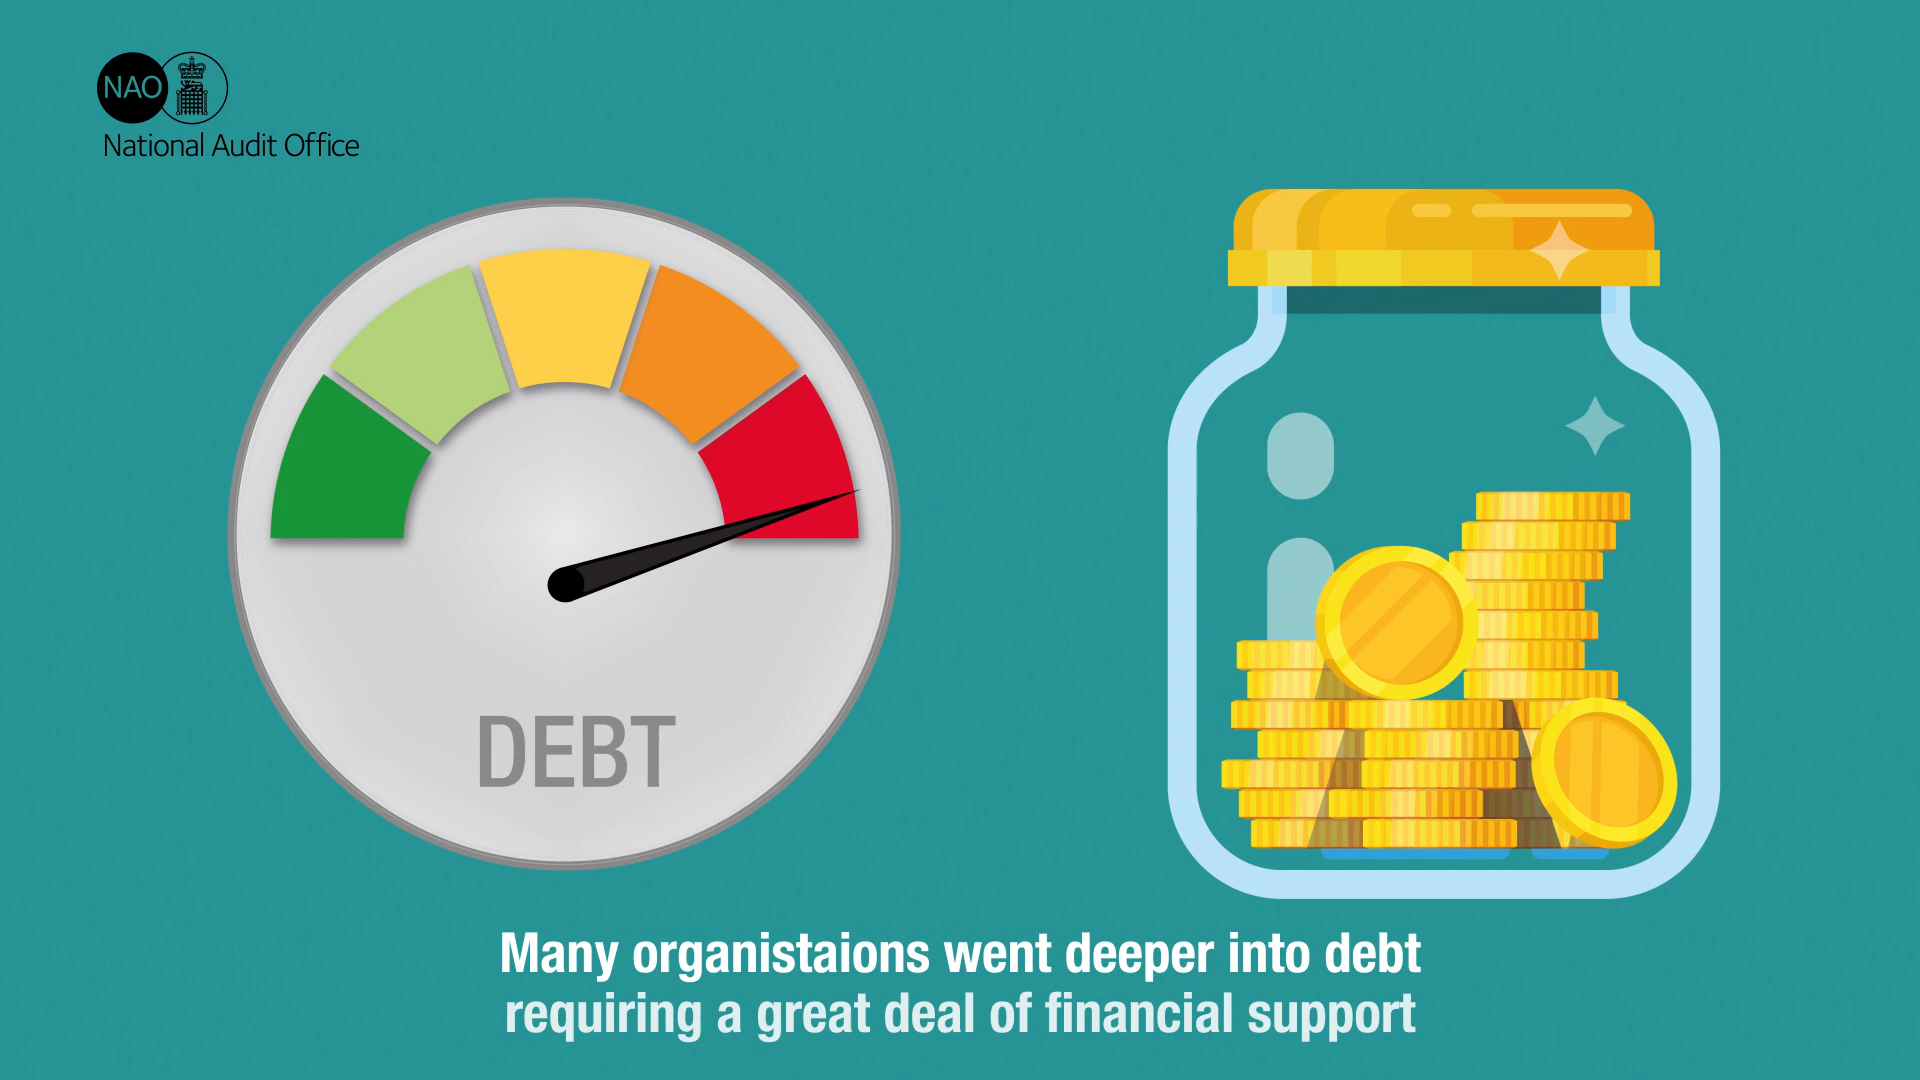 NAO
National Audit Office
DEBT
Many organistaions went deeper into debt
requiring a great deal of financial support